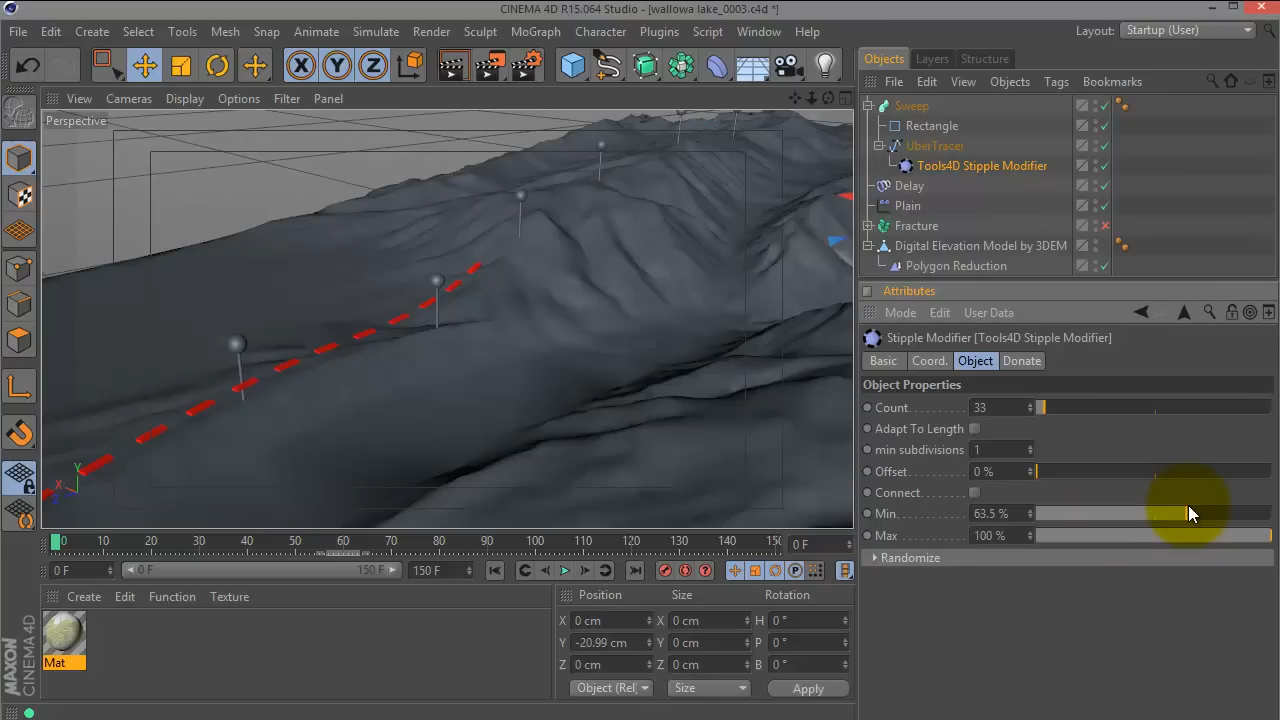 CINEMA 4D R15.064 Studio - [wallowa lake_0003.c4d *]
File Edit Create Select Tools Mesh Snap Animate Simulate Render Sculpt MoGraph Character Plugins Script Window Help
Layout: Startup (User)
X Y Z
Objects Layers Structure
File Edit View Objects Tags Bookmarks
View Cameras Display Options Filter Panel
Perspective
Sweep
Rectangle
UberTracer
Tools4D Stipple Modifier
Delay
Plain
Fracture
Digital Elevation Model by 3DEM
Polygon Reduction
Attributes
Mode Edit User Data
Stipple Modifier [Tools4D Stipple Modifier]
Basic Coord. Object Donate
Object Properties
Count 33
Adapt To Length
min subdivisions 1
Offset 0 %
Connect
Min 63.5 %
Max 100 %
Randomize
Y
X
0 10 20 30 40 50 60 70 80 90 100 110 120 130 140 150 0 F
0 F 0 F 150 F 150 F
Create Edit Function Texture
Mat
Position Size Rotation
X 0 cm X 0 cm H 0 °
Y -20.99 cm Y 0 cm P 0 °
Z 0 cm Z 0 cm B 0 °
Object (Rel) Size Apply
MAXON
CINEMA 4D